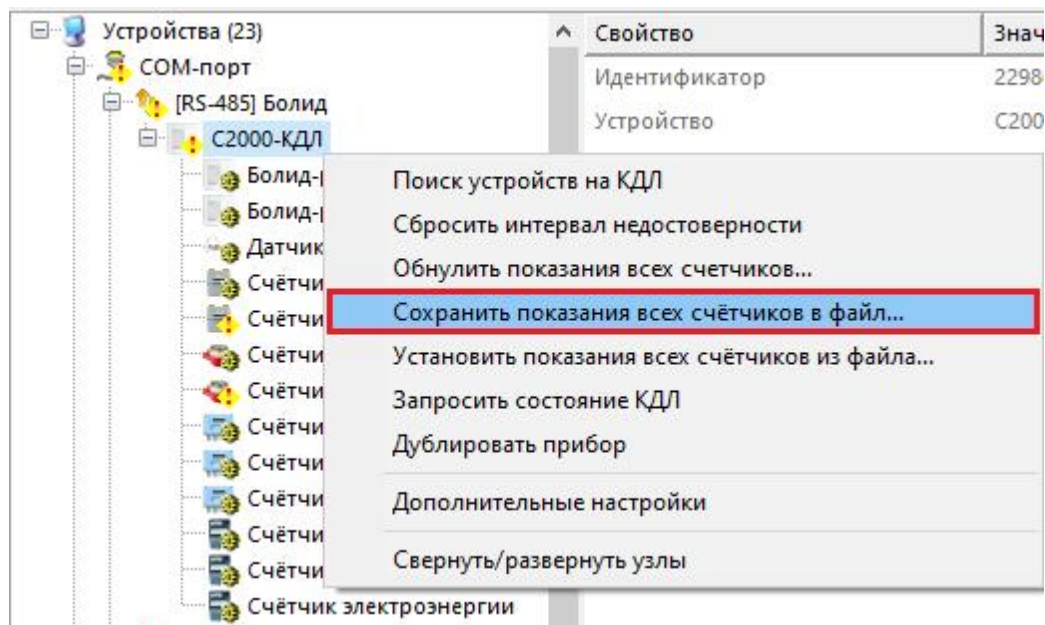 Устройства (23)
Свойство
Знач
COM-порт
Идентификатор
2298
[RS-485] Болид
Устройство
C200
С2000-КДЛ
Болид-
Болид-
Датчик
Счётчи
Счётчи
Счётчи
Счётчи
Счётчи
Счётчи
Счётчи
Счётчи
Счётчи
Счётчик электроэнергии
Поиск устройств на КДЛ
Сбросить интервал недостоверности
Обнулить показания всех счетчиков...
Сохранить показания всех счётчиков в файл...
Установить показания всех счётчиков из файла...
Запросить состояние КДЛ
Дублировать прибор
Дополнительные настройки
Свернуть/развернуть узлы